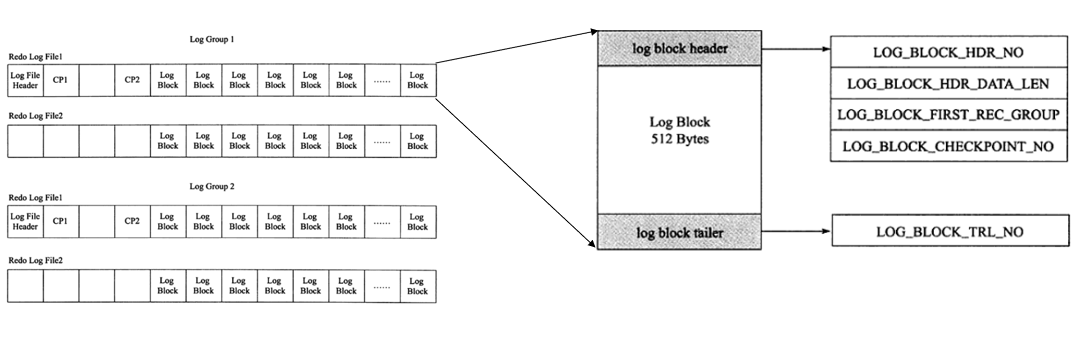 Log Group 1
Redo Log File1
Log File Header CP1 CP2 Log Block Log Block Log Block Log Block Log Block Log Block ...... Log Block
Redo Log File2
Log Block Log Block Log Block Log Block Log Block Log Block ...... Log Block
Log Group 2
Redo Log File1
Log File Header CP1 CP2 Log Block Log Block Log Block Log Block Log Block Log Block ...... Log Block
Redo Log File2
Log Block Log Block Log Block Log Block Log Block Log Block ...... Log Block
log block header
Log Block
512 Bytes
log block tailer
LOG_BLOCK_HDR_NO
LOG_BLOCK_HDR_DATA_LEN
LOG_BLOCK_FIRST_REC_GROUP
LOG_BLOCK_CHECKPOINT_NO
LOG_BLOCK_TRL_NO